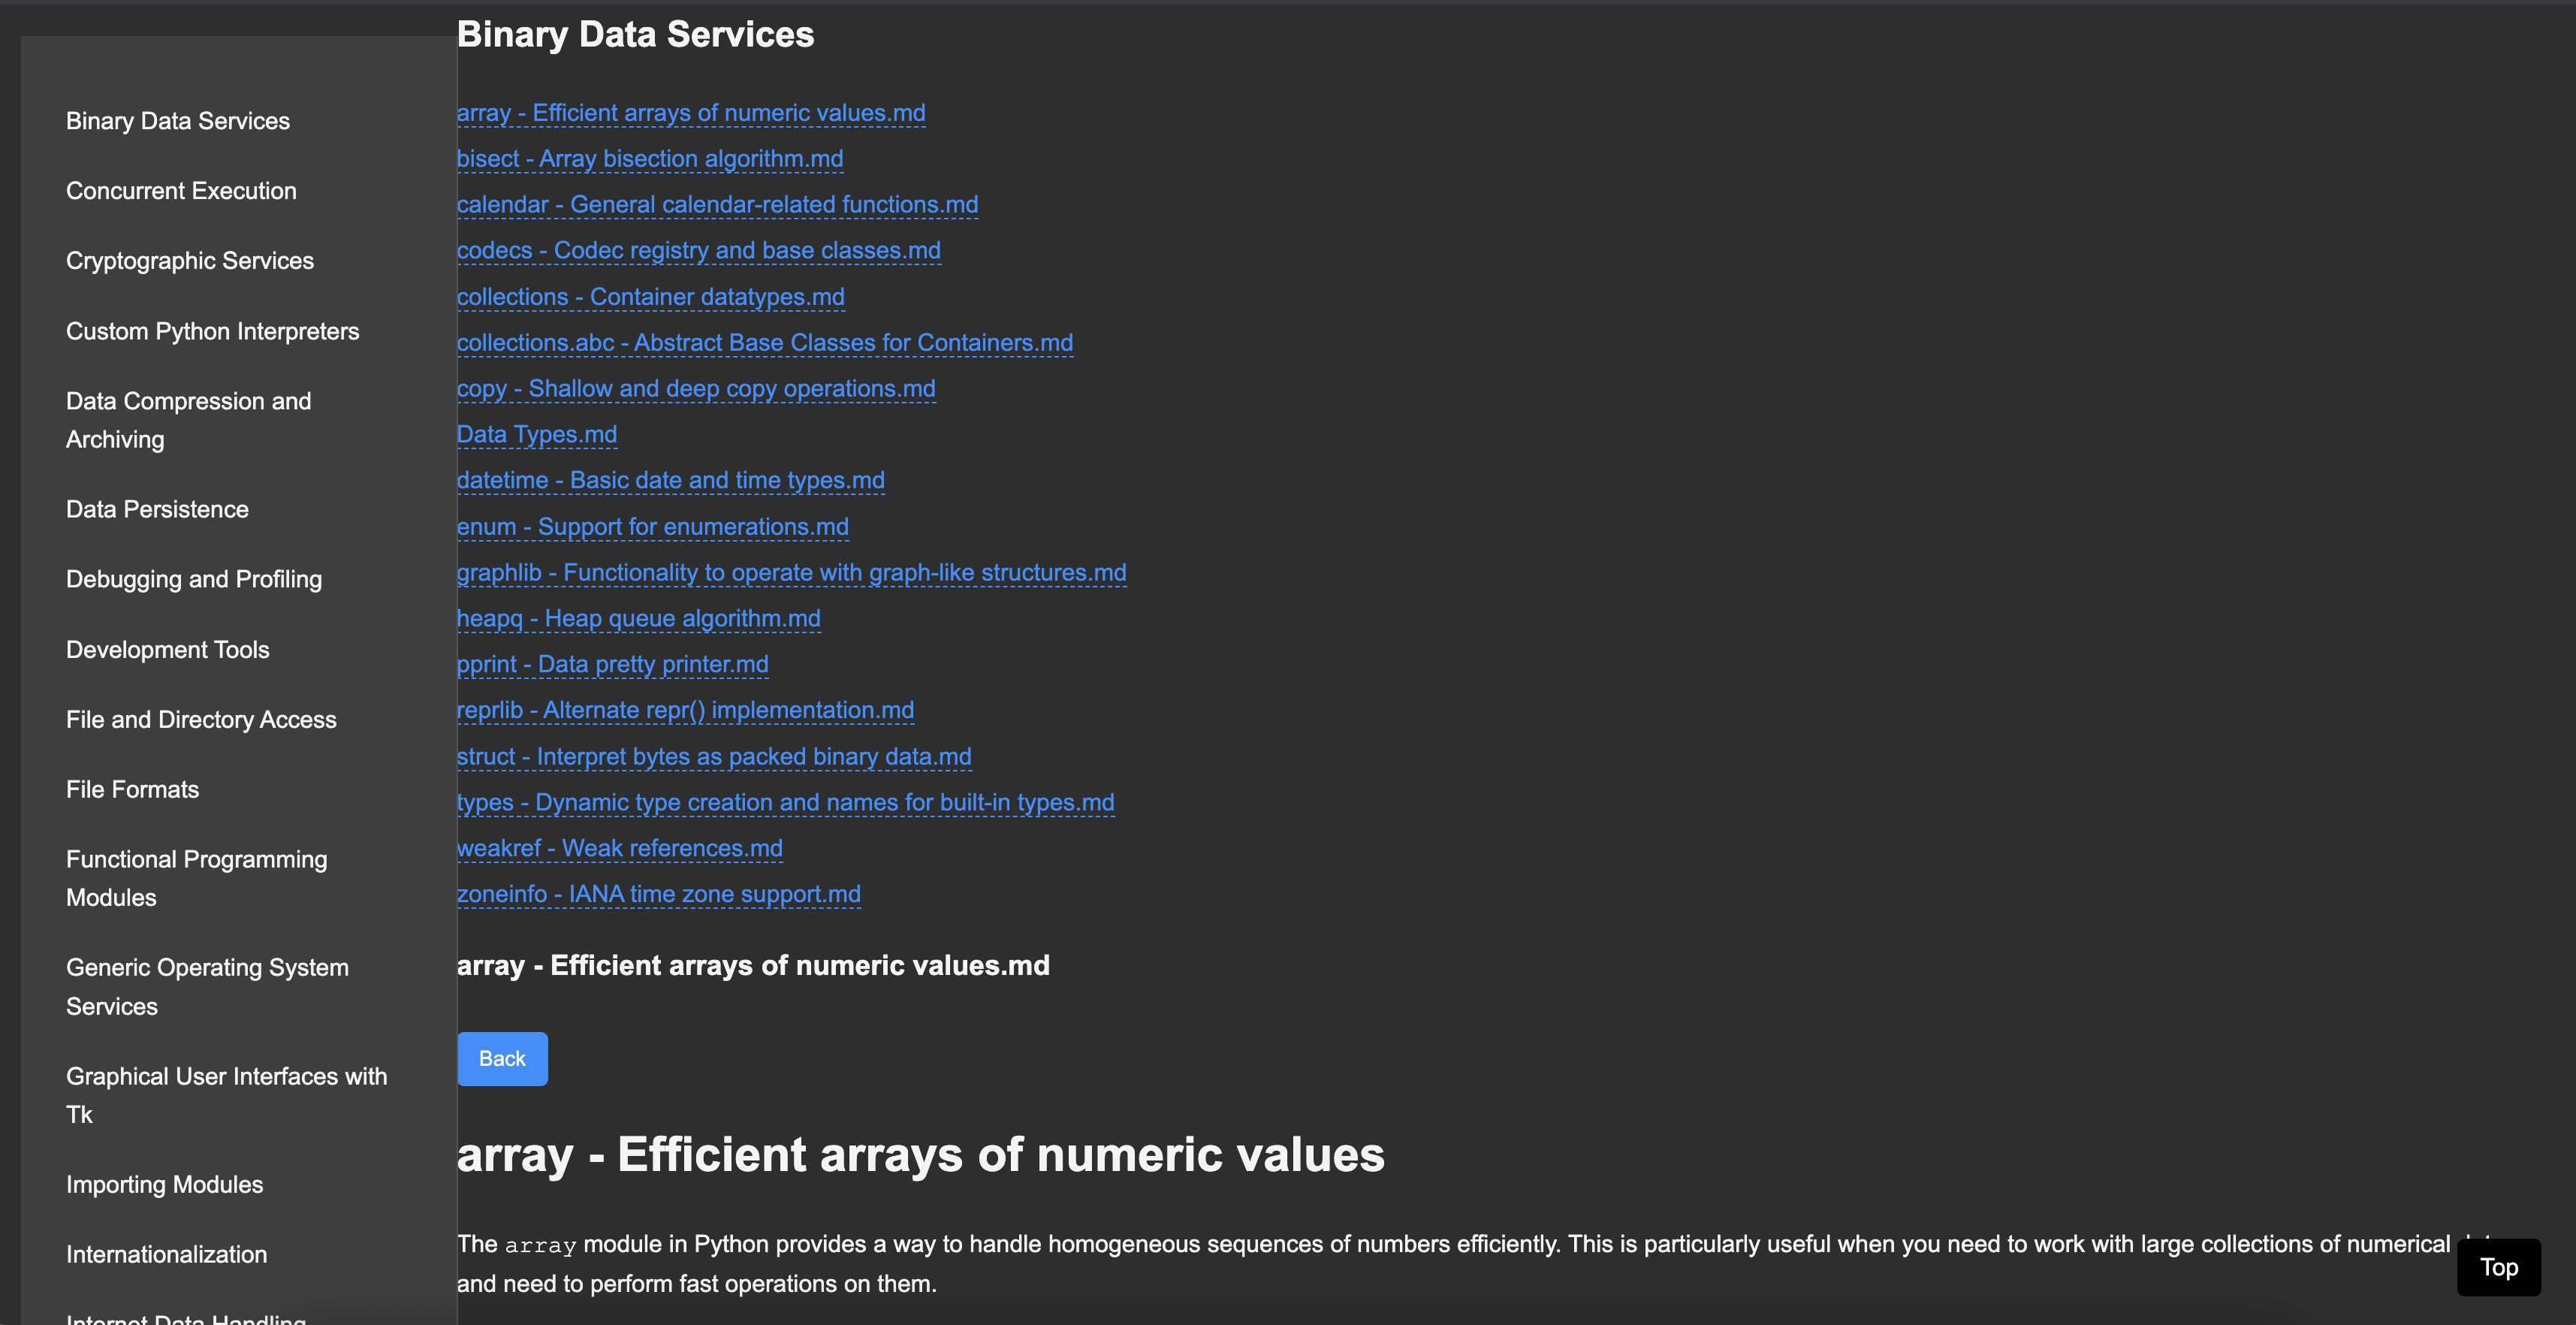 Binary Data Services
Concurrent Execution
Cryptographic Services
Custom Python Interpreters
Data Compression and
Archiving
Data Persistence
Debugging and Profiling
Development Tools
File and Directory Access
File Formats
Functional Programming
Modules
Generic Operating System
Services
Graphical User Interfaces with
Tk
Importing Modules
Internationalization
Internet Data Handling
Binary Data Services
array - Efficient arrays of numeric values.md
bisect - Array bisection algorithm.md
calendar - General calendar-related functions.md
codecs - Codec registry and base classes.md
collections - Container datatypes.md
collections.abc - Abstract Base Classes for Containers.md
copy - Shallow and deep copy operations.md
Data Types.md
datetime - Basic date and time types.md
enum - Support for enumerations.md
graphlib - Functionality to operate with graph-like structures.md
heapq - Heap queue algorithm.md
pprint - Data pretty printer.md
reprlib - Alternate repr() implementation.md
struct - Interpret bytes as packed binary data.md
types - Dynamic type creation and names for built-in types.md
weakref - Weak references.md
zoneinfo - IANA time zone support.md
array - Efficient arrays of numeric values.md
Back
array - Efficient arrays of numeric values
The array module in Python provides a way to handle homogeneous sequences of numbers efficiently. This is particularly useful when you need to work with large collections of numerical
and need to perform fast operations on them.
Top